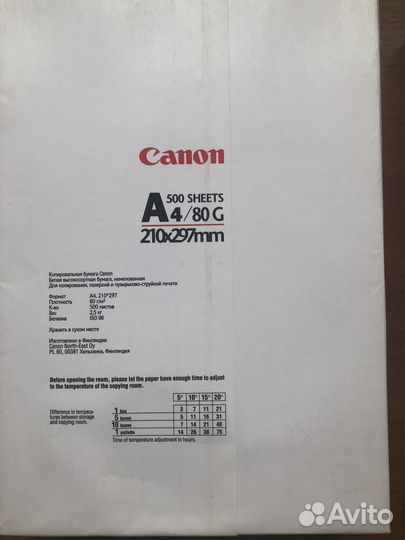 Canon
500 SHEETS
A4/80 G
210x297mm
Копировальная бумага Canon
Белая высокосортная бумага, немелованная
Для копирования, лазерной и пузырьково-струйной печати
Формат A4, 210*297
Плотность 80 г/м²
К-во 500 листов
Вес 2,5 кг
Белизна ISO 98
Хранить в сухом месте
Изготовлено в Финляндии
Canon North-East Oy
PL 80, 00381 Хельсинки, Финляндия
Before opening the ream, please let the paper have enough time to adjust
to the temperature of the copying room.
5° 10° 15° 20°
Difference in tempera-
tures between storage
and copying room.
1 box 3 7 11 21
5 boxes 5 11 16 31
10 boxes 7 14 21 40
1 pallette 14 26 38 75
Time of temperature adjustment in hours.
Avito